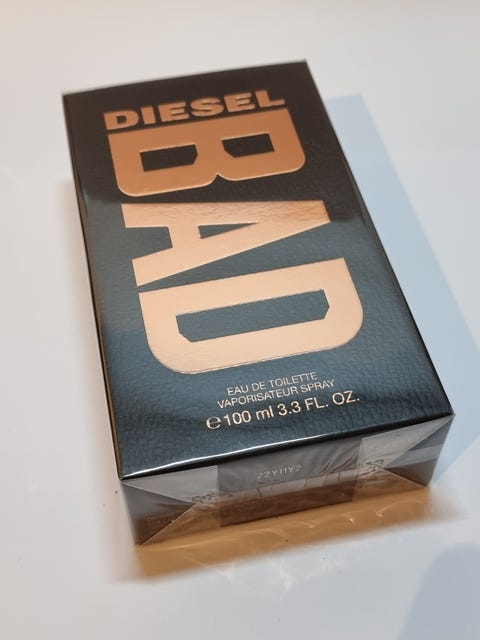 DIESEL
BAD
EAU DE TOILETTE
VAPORISATEUR SPRAY
℮ 100 ml 3.3 FL. OZ.
22Y11Y2